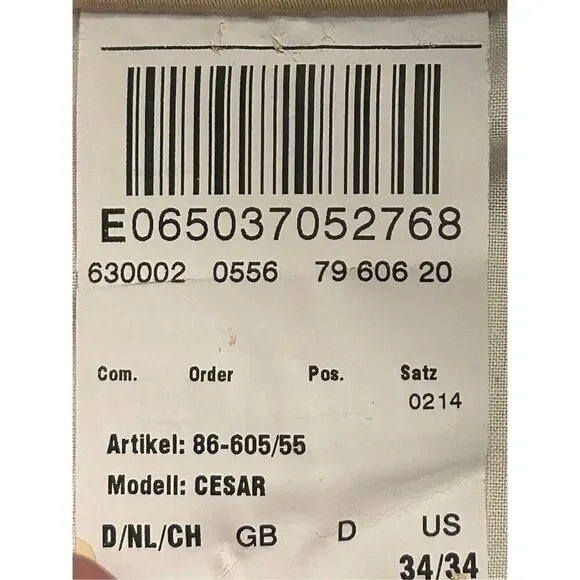 E065037052768
630002 0556 79 606 20
Com. Order Pos. Satz
0214
Artikel: 86-605/55
Modell: CESAR
D/NL/CH GB D US
34/34